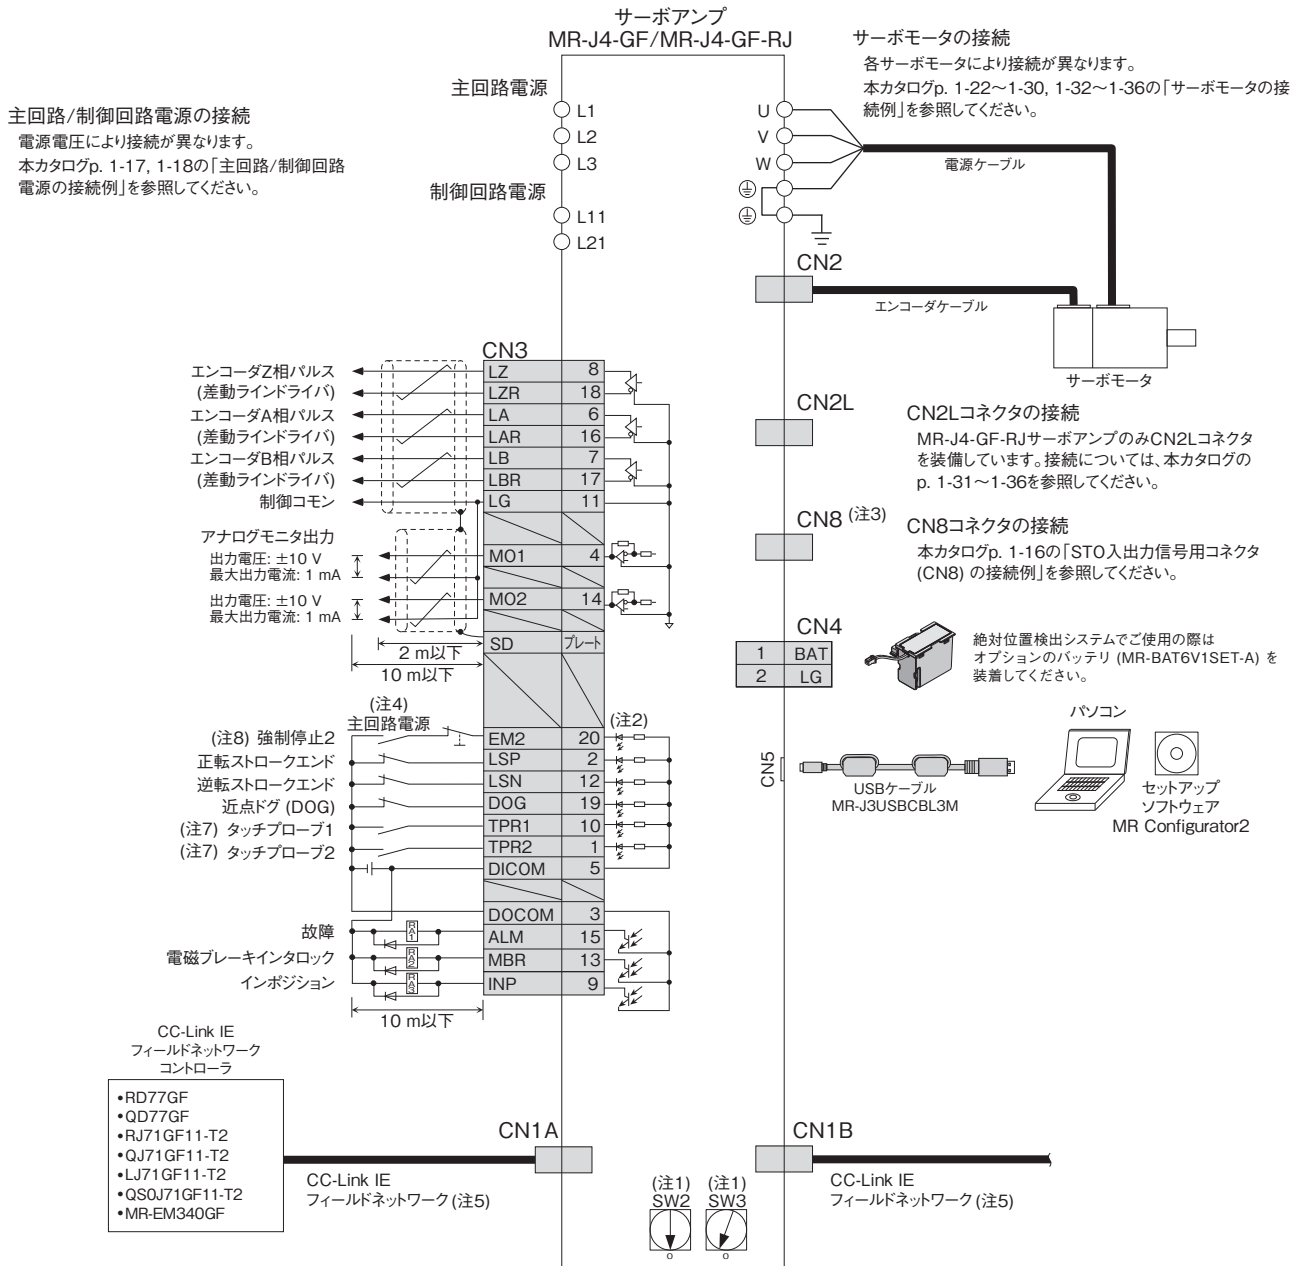 サーボアンプ
MR-J4-GF/MR-J4-GF-RJ
主回路/制御回路電源の接続
電源電圧により接続が異なります。
本カタログp. 1-17, 1-18の「主回路/制御回路
電源の接続例」を参照してください。
主回路電源
L1
L2
L3
制御回路電源
L11
L21
サーボモータの接続
各サーボモータにより接続が異なります。
本カタログp. 1-22～1-30, 1-32～1-36の「サーボモータの接
続例」を参照してください。
U
V
W
電源ケーブル
CN2
エンコーダケーブル
サーボモータ
CN3
エンコーダZ相パルス LZ 8
(差動ラインドライバ) LZR 18
エンコーダA相パルス LA 6
(差動ラインドライバ) LAR 16
エンコーダB相パルス LB 7
(差動ラインドライバ) LBR 17
制御コモン LG 11
アナログモニタ出力
出力電圧: ±10 V
最大出力電流: 1 mA
MO1 4
出力電圧: ±10 V
最大出力電流: 1 mA
MO2 14
SD プレート
2 m以下
10 m以下
(注4)
主回路電源
(注2)
(注8) 強制停止2 EM2 20
正転ストロークエンド LSP 2
逆転ストロークエンド LSN 12
近点ドグ (DOG) DOG 19
(注7) タッチプローブ1 TPR1 10
(注7) タッチプローブ2 TPR2 1
DICOM 5
DOCOM 3
故障 RA1 ALM 15
電磁ブレーキインタロック RA2 MBR 13
インポジション RA3 INP 9
10 m以下
CN2L
CN2Lコネクタの接続
MR-J4-GF-RJサーボアンプのみCN2Lコネクタ
を装備しています。接続については、本カタログの
p. 1-31～1-36を参照してください。
CN8 (注3)
CN8コネクタの接続
本カタログp. 1-16の「STO入出力信号用コネクタ
(CN8) の接続例」を参照してください。
CN4
1 BAT
2 LG
絶対位置検出システムでご使用の際は
オプションのバッテリ (MR-BAT6V1SET-A) を
装着してください。
CN5
USBケーブル
MR-J3USBCBL3M
パソコン
セットアップ
ソフトウェア
MR Configurator2
CC-Link IE
フィールドネットワーク
コントローラ
•RD77GF
•QD77GF
•RJ71GF11-T2
•QJ71GF11-T2
•LJ71GF11-T2
•QS0J71GF11-T2
•MR-EM340GF
CN1A
CC-Link IE
フィールドネットワーク (注5)
CN1B
CC-Link IE
フィールドネットワーク (注5)
(注1)
SW2
0
(注1)
SW3
0